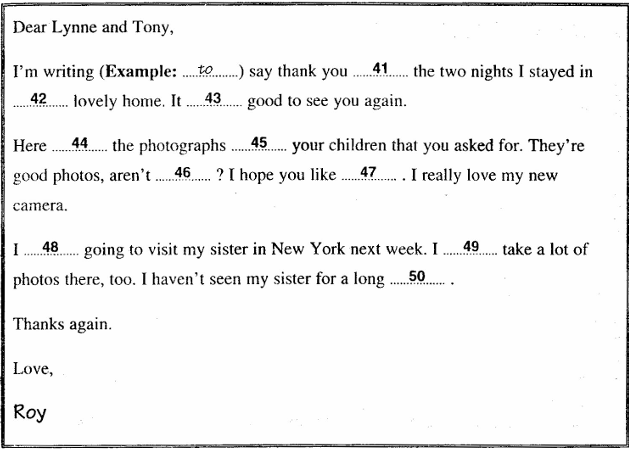 Dear Lynne and Tony,
I'm writing (Example: ....to.......) say thank you .....41..... the two nights I stayed in
.....42...... lovely home. It .....43...... good to see you again.
Here .....44..... the photographs .....45..... your children that you asked for. They're
good photos, aren't .....46...... ? I hope you like .....47...... . I really love my new
camera.
I .....48..... going to visit my sister in New York next week. I .....49..... take a lot of
photos there, too. I haven't seen my sister for a long .....50..... .
Thanks again.
Love,
Roy